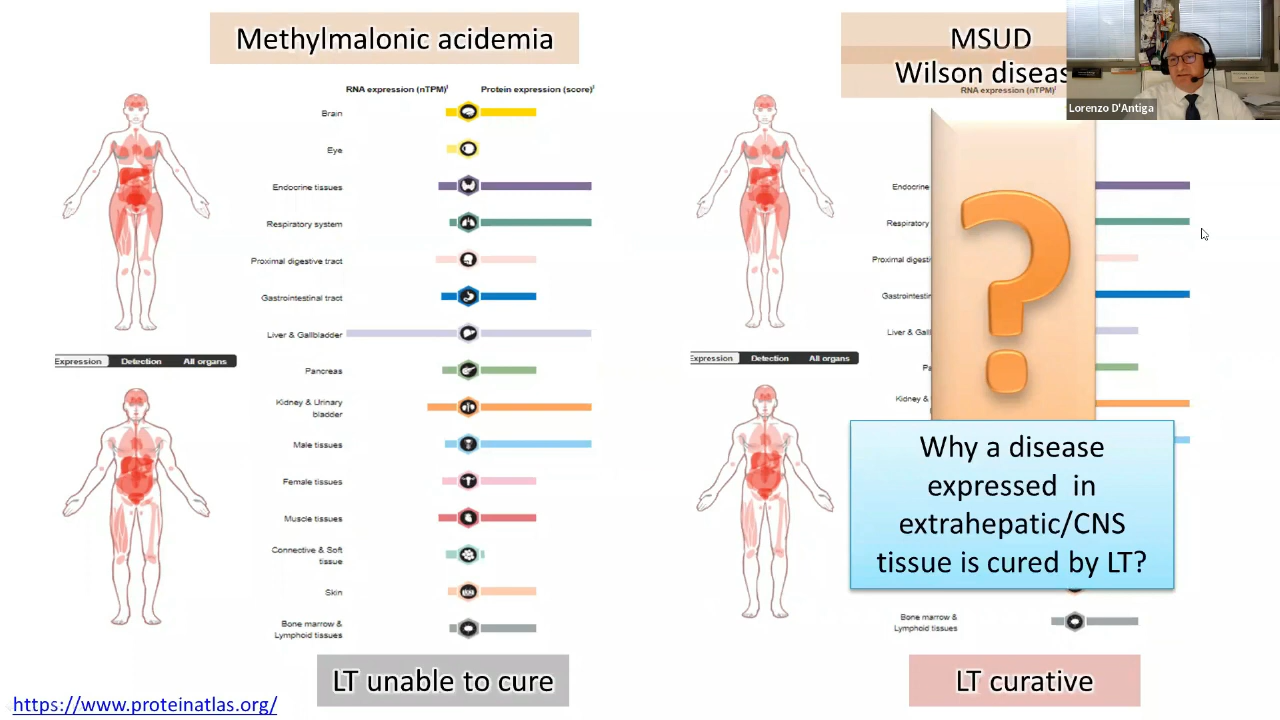 Methylmalonic acidemia
RNA expression (nTPM)
Protein expression (score)
Brain
Eye
Endocrine tissues
Respiratory system
Proximal digestive tract
Gastrointestinal tract
Liver & Gallbladder
Pancreas
Kidney & Urinary
bladder
Male tissues
Female tissues
Muscle tissues
Connective & Soft
tissue
Skin
Bone marrow &
Lymphoid tissues
Expression Detection All organs
LT unable to cure
https://www.proteinatlas.org/
MSUD
Wilson diseas
RNA expression (nTPM)
Lorenzo D'Antiga
Endocrine
Respiratory
Proximal digesti
Gastrointestin
Liver & Gall
Pa
Kidney &
?
Why a disease
expressed in
extrahepatic/CNS
tissue is cured by LT?
Bone marrow &
Lymphoid tissues
Expression Detection All organs
LT curative